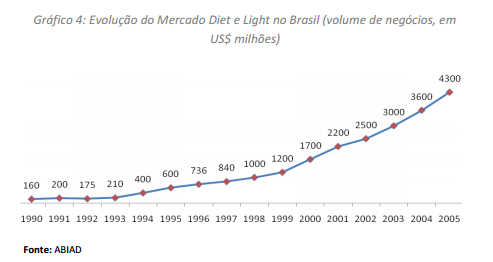 Gráfico 4: Evolução do Mercado Diet e Light no Brasil (volume de negócios, em
US$ milhões)
160 200 175 210 400 600 736 840 1000 1200 1700 2200 2500 3000 3600 4300
1990 1991 1992 1993 1994 1995 1996 1997 1998 1999 2000 2001 2002 2003 2004 2005
Fonte: ABIAD